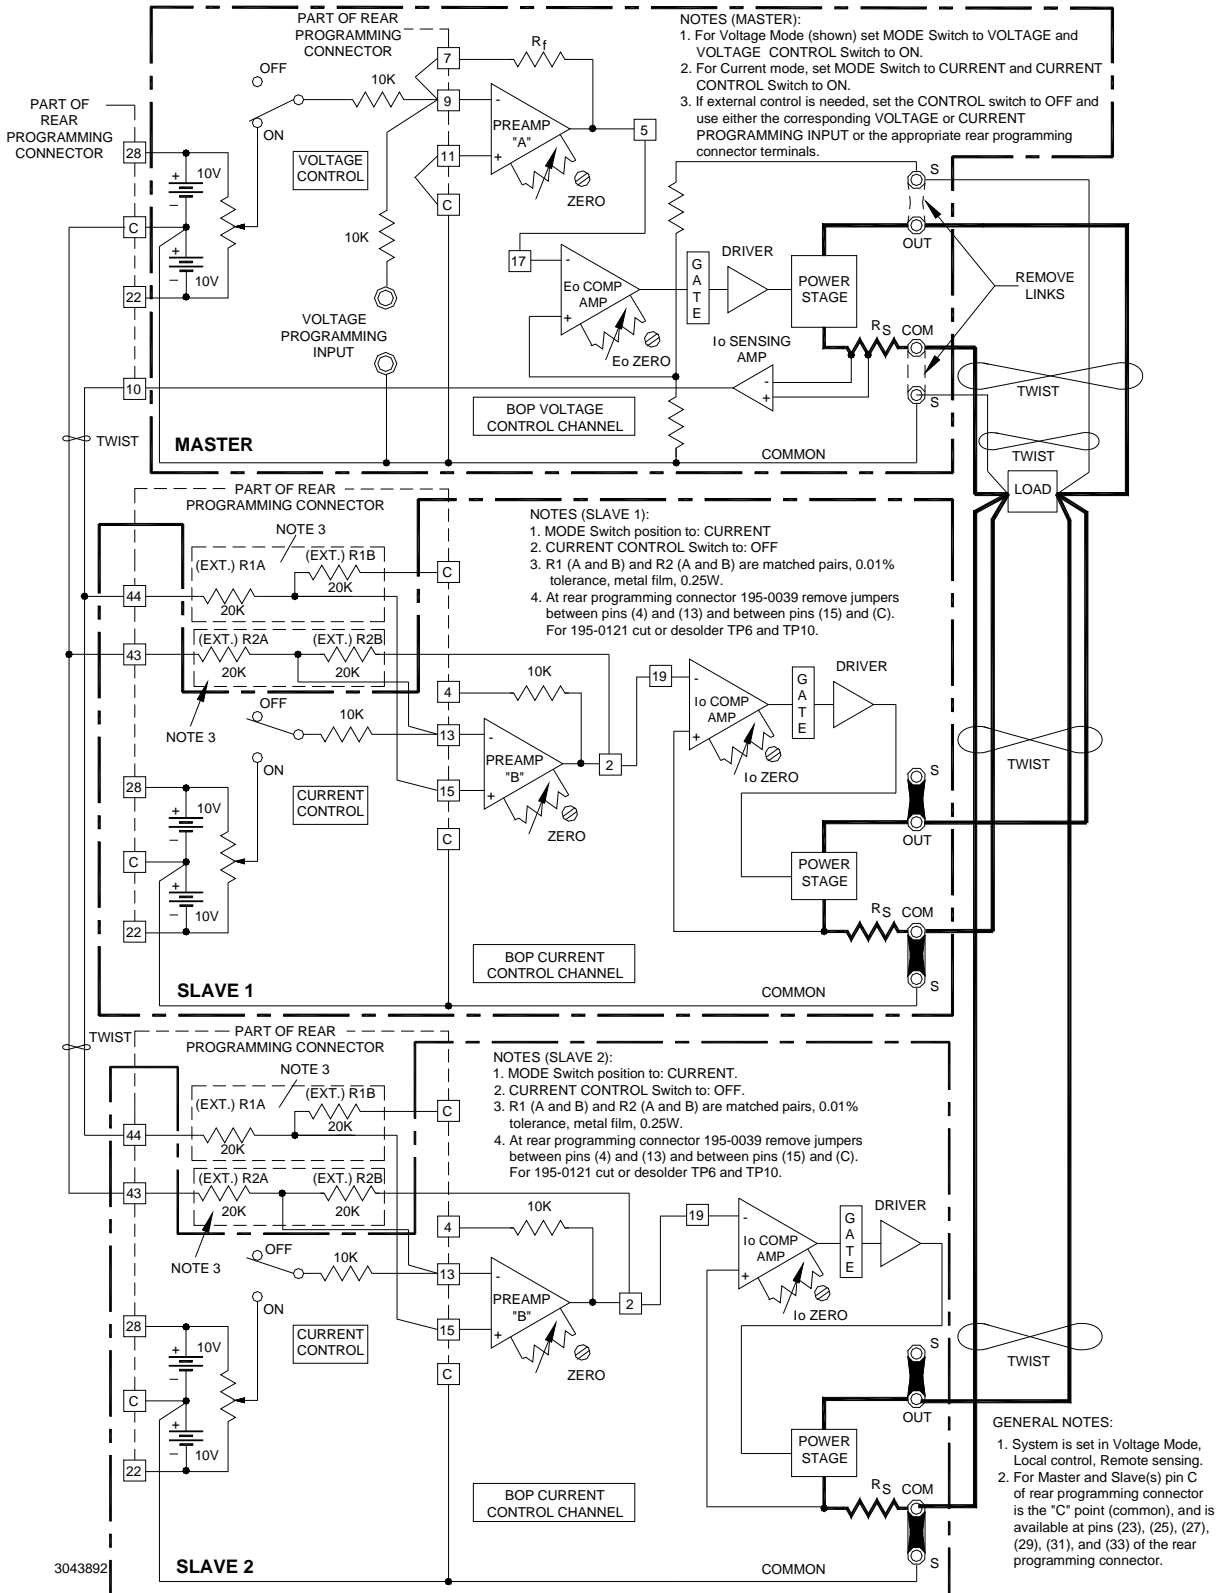 PART OF REAR
PROGRAMMING
CONNECTOR
NOTES (MASTER):
1. For Voltage Mode (shown) set MODE Switch to VOLTAGE and
VOLTAGE CONTROL Switch to ON.
2. For Current mode, set MODE Switch to CURRENT and CURRENT
CONTROL Switch to ON.
3. If external control is needed, set the CONTROL switch to OFF and
use either the corresponding VOLTAGE or CURRENT
PROGRAMMING INPUT or the appropriate rear programming
connector terminals.
PART OF
REAR
PROGRAMMING
CONNECTOR
OFF
ON
10K
7
Rf
9
-
PREAMP
"A"
+
5
11
C
ZERO
VOLTAGE
CONTROL
28
+
10V
–
C
+
–
10V
22
10K
VOLTAGE
PROGRAMMING
INPUT
10
17
-
Eo COMP
AMP
+
Eo ZERO
GATE
DRIVER
POWER
STAGE
S
OUT
REMOVE
LINKS
RS
COM
Io SENSING
AMP
-
+
S
TWIST
BOP VOLTAGE
CONTROL CHANNEL
TWIST
MASTER
COMMON
TWIST
LOAD
PART OF REAR
PROGRAMMING CONNECTOR
NOTE 3
(EXT.) R1A
(EXT.) R1B
20K
20K
C
44
(EXT.) R2A
(EXT.) R2B
43
20K
20K
NOTE 3
NOTES (SLAVE 1):
1. MODE Switch position to: CURRENT
2. CURRENT CONTROL Switch to: OFF
3. R1 (A and B) and R2 (A and B) are matched pairs, 0.01%
tolerance, metal film, 0.25W.
4. At rear programming connector 195-0039 remove jumpers
between pins (4) and (13) and between pins (15) and (C).
For 195-0121 cut or desolder TP6 and TP10.
OFF
10K
ON
4
10K
13
-
PREAMP
"B"
+
15
2
C
ZERO
19
-
Io COMP
AMP
+
Io ZERO
GATE
DRIVER
TWIST
28
+
10V
–
C
+
–
10V
22
CURRENT
CONTROL
S
OUT
POWER
STAGE
RS
COM
S
BOP CURRENT
CONTROL CHANNEL
SLAVE 1
COMMON
TWIST
PART OF REAR
PROGRAMMING CONNECTOR
NOTE 3
(EXT.) R1A
(EXT.) R1B
20K
20K
C
44
(EXT.) R2A
(EXT.) R2B
43
20K
20K
NOTE 3
NOTES (SLAVE 2):
1. MODE Switch position to: CURRENT.
2. CURRENT CONTROL Switch to: OFF.
3. R1 (A and B) and R2 (A and B) are matched pairs, 0.01%
tolerance, metal film, 0.25W.
4. At rear programming connector 195-0039 remove jumpers
between pins (4) and (13) and between pins (15) and (C).
For 195-0121 cut or desolder TP6 and TP10.
OFF
10K
ON
4
10K
13
-
PREAMP
"B"
+
15
2
C
ZERO
19
-
Io COMP
AMP
+
Io ZERO
GATE
DRIVER
TWIST
28
+
10V
–
C
+
–
10V
22
CURRENT
CONTROL
S
OUT
POWER
STAGE
RS
COM
S
BOP CURRENT
CONTROL CHANNEL
GENERAL NOTES:
1. System is set in Voltage Mode,
Local control, Remote sensing.
2. For Master and Slave(s) pin C
of rear programming connector
is the "C" point (common), and is
available at pins (23), (25), (27),
(29), (31), and (33) of the rear
programming connector.
3043892
SLAVE 2
COMMON